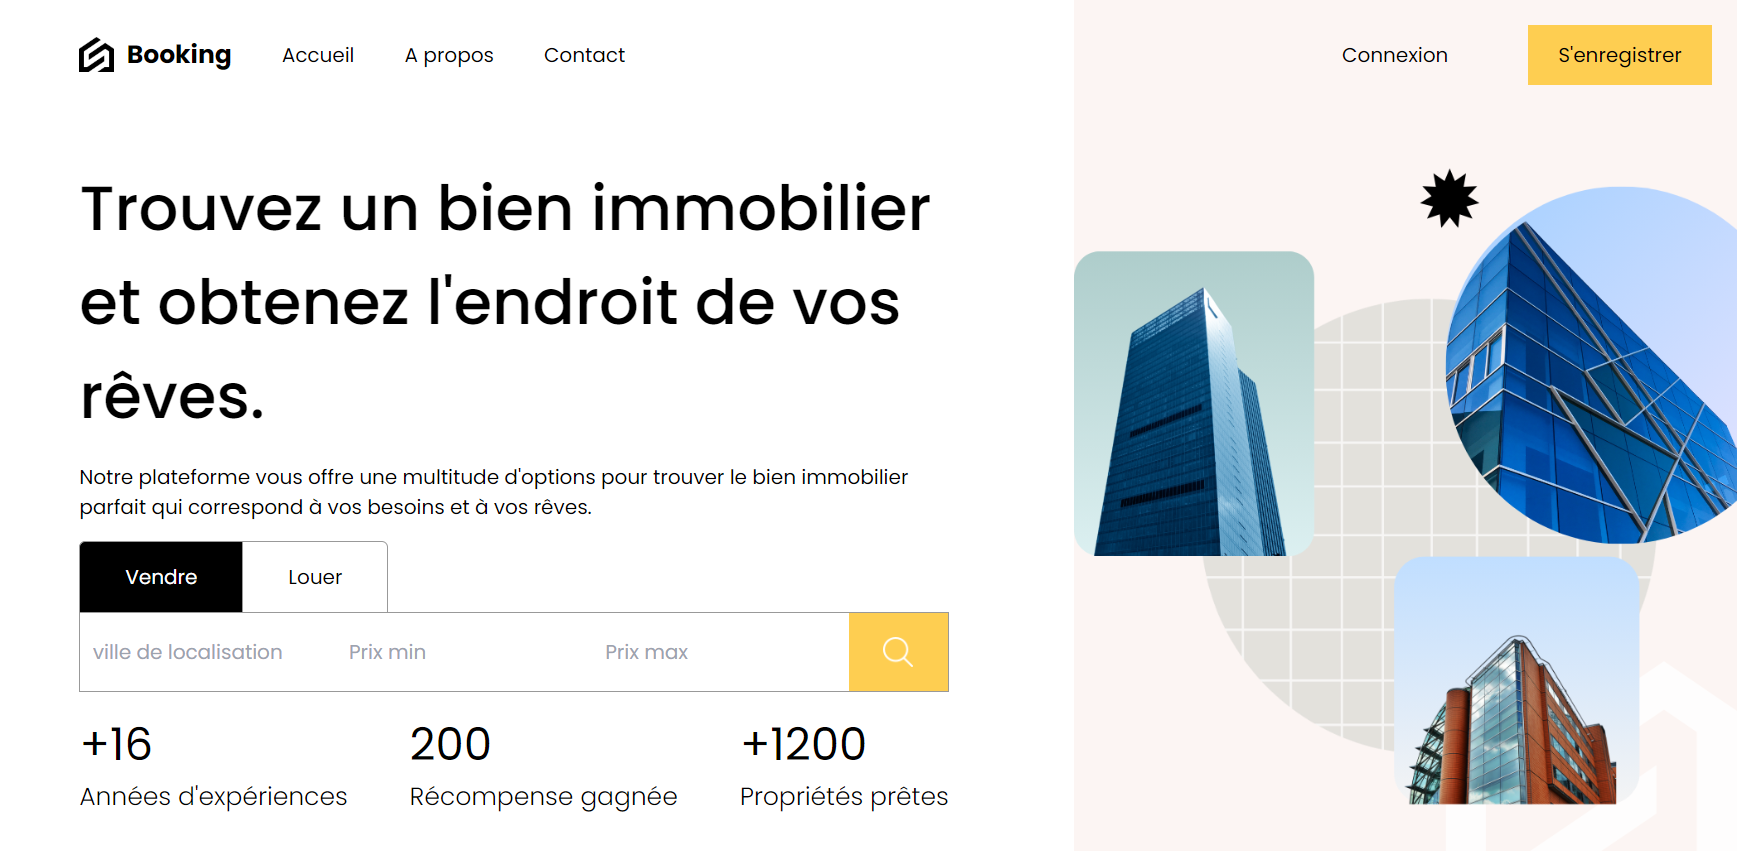 Booking
Accueil
A propos
Contact
Connexion
S'enregistrer
Trouvez un bien immobilier
et obtenez l'endroit de vos
rêves.
Notre plateforme vous offre une multitude d'options pour trouver le bien immobilier
parfait qui correspond à vos besoins et à vos rêves.
Vendre
Louer
ville de localisation
Prix min
Prix max
+16
Années d'expériences
200
Récompense gagnée
+1200
Propriétés prêtes